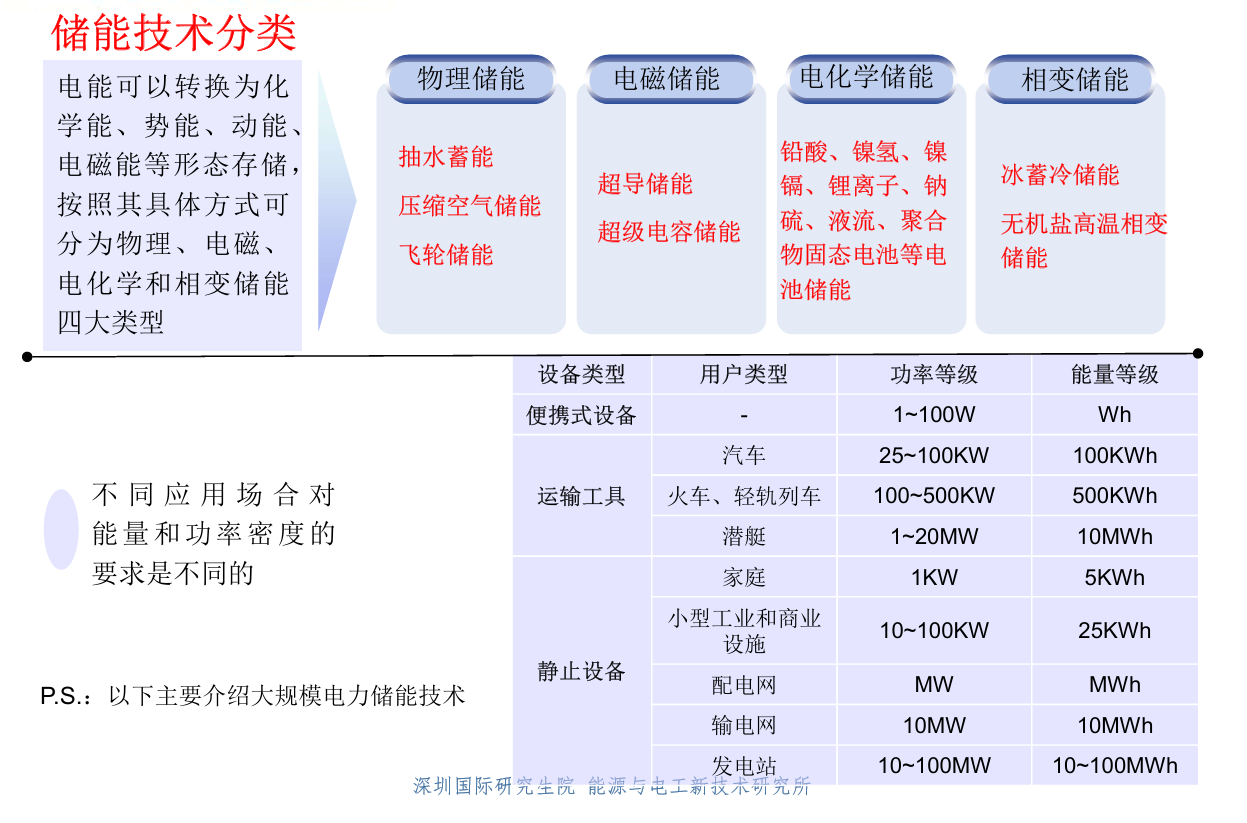 储能技术分类
电能可以转换为化
学能、势能、动能、
电磁能等形态存储，
按照其具体方式可
分为物理、电磁、
电化学和相变储能
四大类型
物理储能
抽水蓄能
压缩空气储能
飞轮储能
电磁储能
超导储能
超级电容储能
电化学储能
铅酸、镍氢、镍
镉、锂离子、钠
硫、液流、聚合
物固态电池等电
池储能
相变储能
冰蓄冷储能
无机盐高温相变
储能
不同应用场合对
能量和功率密度的
要求是不同的
P.S.：以下主要介绍大规模电力储能技术
设备类型 用户类型 功率等级 能量等级
便携式设备 - 1~100W Wh
运输工具
汽车 25~100KW 100KWh
火车、轻轨列车 100~500KW 500KWh
潜艇 1~20MW 10MWh
静止设备
家庭 1KW 5KWh
小型工业和商业
设施 10~100KW 25KWh
配电网 MW MWh
输电网 10MW 10MWh
发电站 10~100MW 10~100MWh
深圳国际研究生院 能源与电工新技术研究所